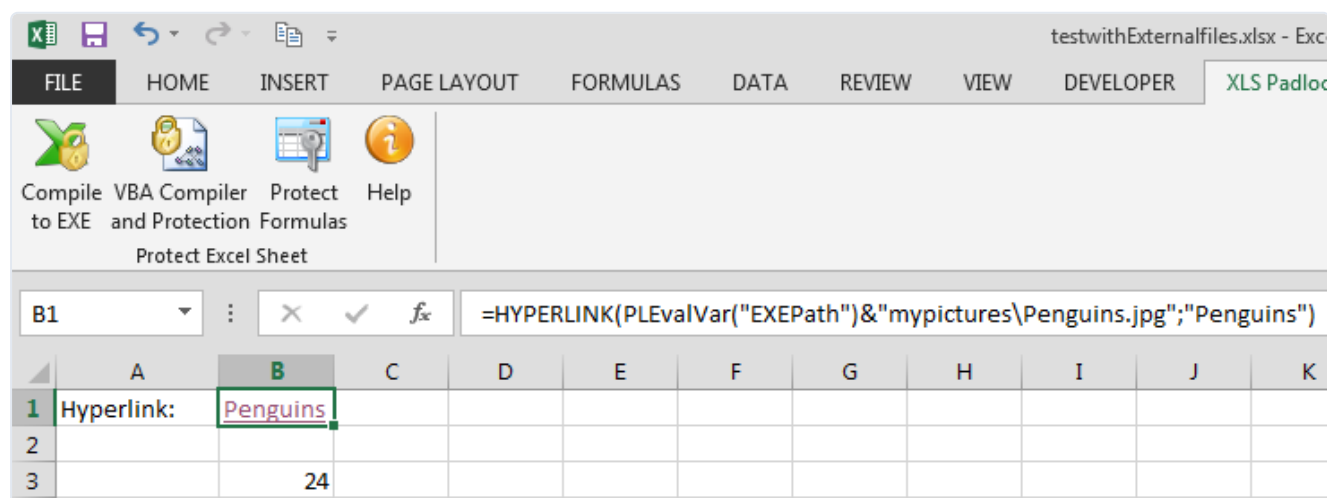 testwithExternalfiles.xlsx - Exc
FILE HOME INSERT PAGE LAYOUT FORMULAS DATA REVIEW VIEW DEVELOPER XLS Padloc
Compile VBA Compiler Protect Help
to EXE and Protection Formulas
Protect Excel Sheet
B1 fx =HYPERLINK(PLEvalVar("EXEPath")&"mypictures\Penguins.jpg";"Penguins")
A B C D E F G H I J K
1 Hyperlink: Penguins
2
3 24